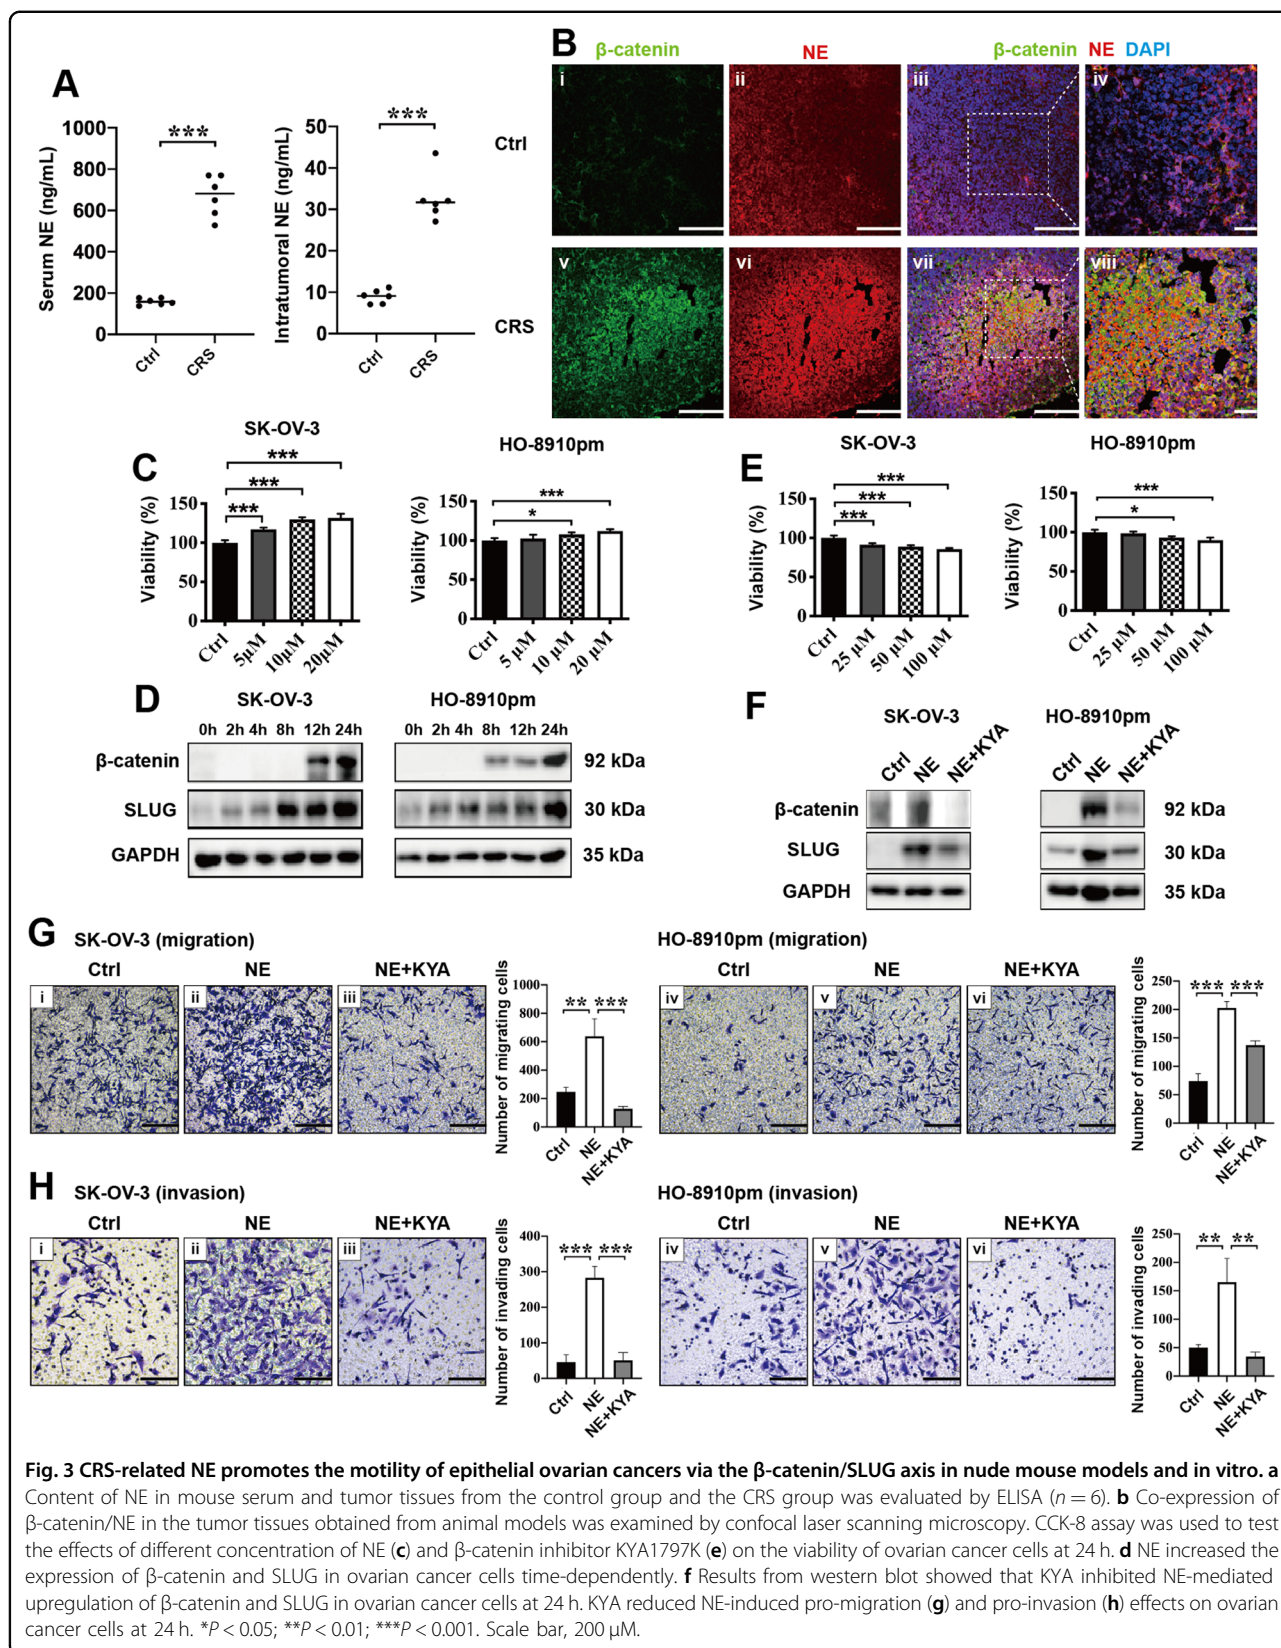 A
Serum NE (ng/mL)
1000
800
600
400
200
0
***
Ctrl
CRS
Intratumoral NE (ng/mL)
50
40
30
20
10
0
***
Ctrl
CRS
B
β-catenin
NE
β-catenin NE DAPI
Ctrl
i
ii
iii
iv
CRS
v
vi
vii
viii
C
SK-OV-3
Viability (%)
150
100
50
0
***
***
***
Ctrl
5μM
10μM
20μM
HO-8910pm
Viability (%)
150
100
50
0
***
*
Ctrl
5 μM
10 μM
20 μM
E
SK-OV-3
Viability (%)
150
100
50
0
***
***
***
Ctrl
25 μM
50 μM
100 μM
HO-8910pm
Viability (%)
150
100
50
0
***
*
Ctrl
25 μM
50 μM
100 μM
D
SK-OV-3
HO-8910pm
0h 2h 4h 8h 12h 24h
0h 2h 4h 8h 12h 24h
β-catenin
92 kDa
SLUG
30 kDa
GAPDH
35 kDa
F
SK-OV-3
HO-8910pm
Ctrl NE NE+KYA
Ctrl NE NE+KYA
β-catenin
92 kDa
SLUG
30 kDa
GAPDH
35 kDa
G
SK-OV-3 (migration)
Ctrl
NE
NE+KYA
i
ii
iii
Number of migrating cells
1000
800
600
400
200
0
** ***
Ctrl
NE
NE+KYA
HO-8910pm (migration)
Ctrl
NE
NE+KYA
iv
v
vi
Number of migrating cells
250
200
150
100
50
0
*** ***
Ctrl
NE
NE+KYA
H
SK-OV-3 (invasion)
Ctrl
NE
NE+KYA
i
ii
iii
Number of invading cells
400
300
200
100
0
*** ***
Ctrl
NE
NE+KYA
HO-8910pm (invasion)
Ctrl
NE
NE+KYA
iv
v
vi
Number of invading cells
250
200
150
100
50
0
** **
Ctrl
NE
NE+KYA
Fig. 3 CRS-related NE promotes the motility of epithelial ovarian cancers via the β-catenin/SLUG axis in nude mouse models and in vitro. a
Content of NE in mouse serum and tumor tissues from the control group and the CRS group was evaluated by ELISA (n = 6). b Co-expression of
β-catenin/NE in the tumor tissues obtained from animal models was examined by confocal laser scanning microscopy. CCK-8 assay was used to test
the effects of different concentration of NE (c) and β-catenin inhibitor KYA1797K (e) on the viability of ovarian cancer cells at 24 h. d NE increased the
expression of β-catenin and SLUG in ovarian cancer cells time-dependently. f Results from western blot showed that KYA inhibited NE-mediated
upregulation of β-catenin and SLUG in ovarian cancer cells at 24 h. KYA reduced NE-induced pro-migration (g) and pro-invasion (h) effects on ovarian
cancer cells at 24 h. *P < 0.05; **P < 0.01; ***P < 0.001. Scale bar, 200 μM.